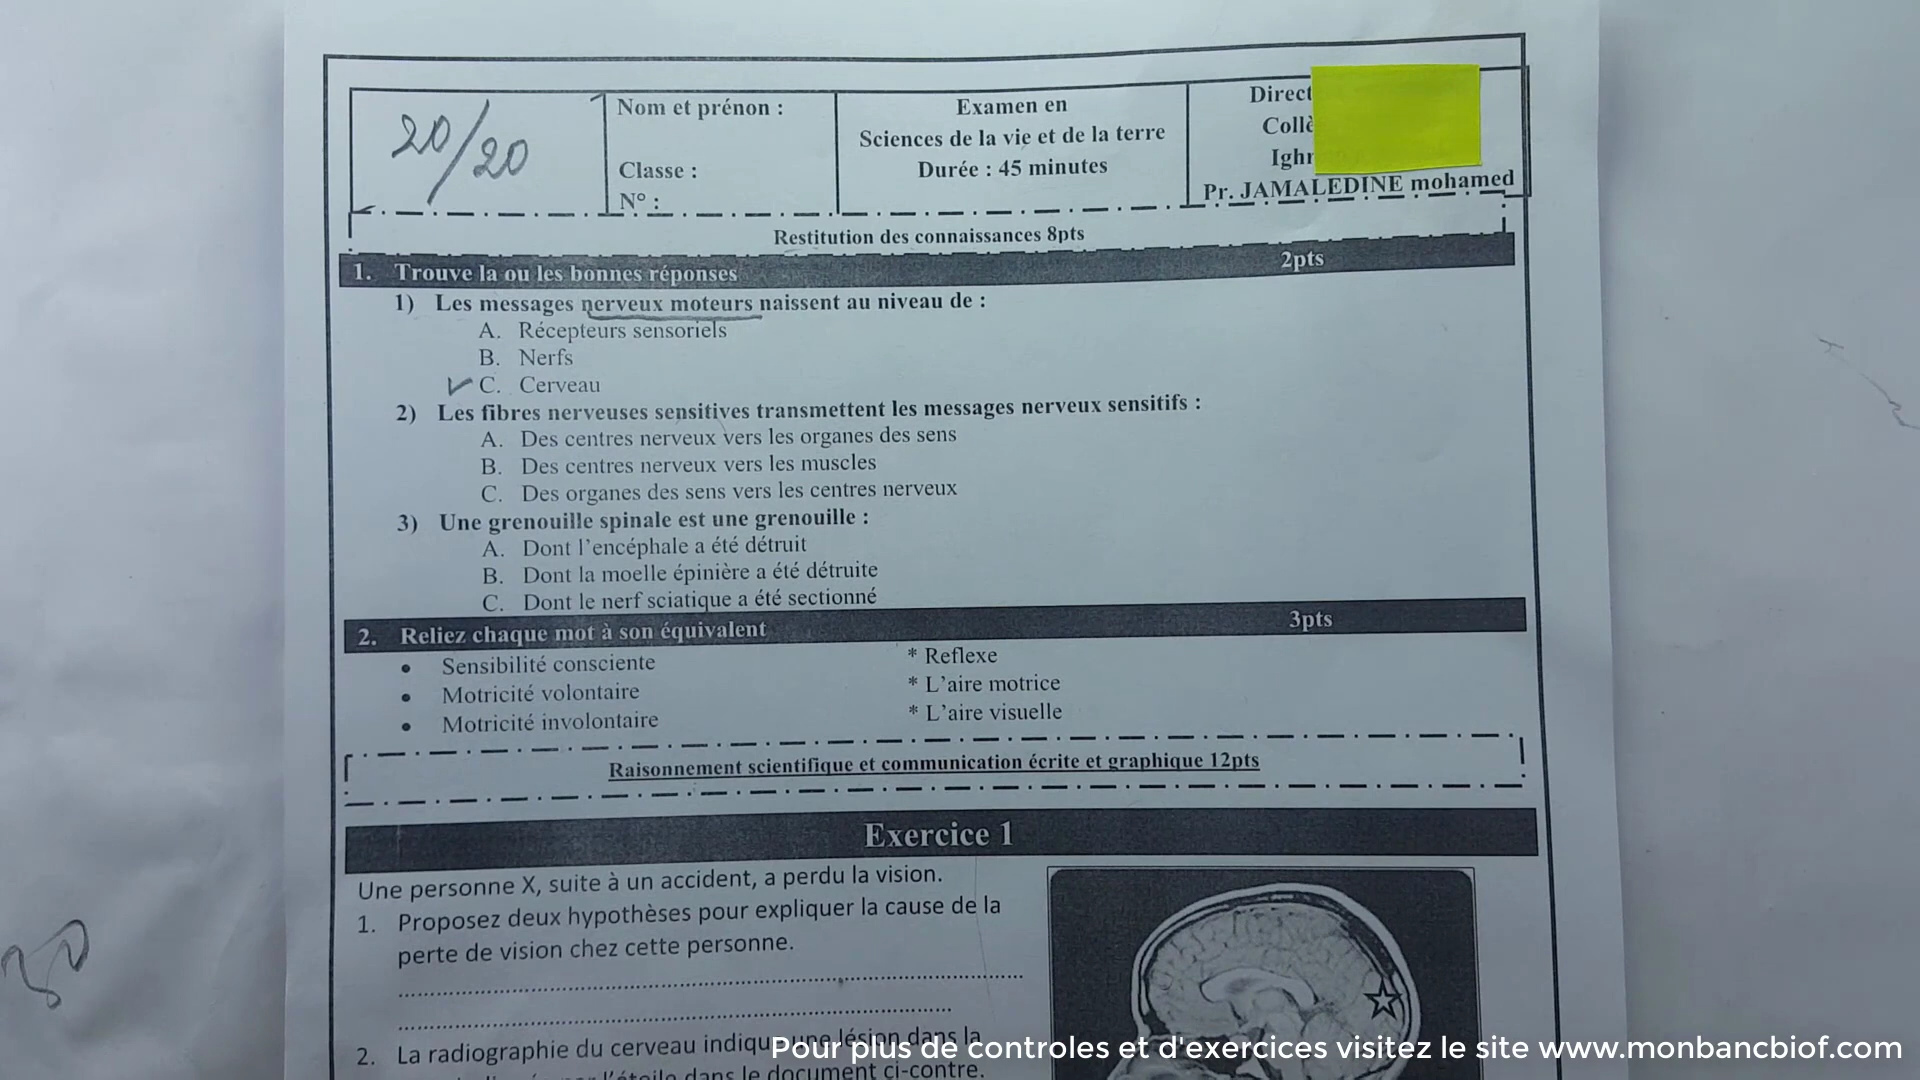 20/20
Nom et prénon :
Classe :
N° :
Examen en
Sciences de la vie et de la terre
Durée : 45 minutes
Direct
Collè
Ighr
Pr. JAMALEDINE mohamed
Restitution des connaissances 8pts
1. Trouve la ou les bonnes réponses 2pts
1) Les messages nerveux moteurs naissent au niveau de :
A. Récepteurs sensoriels
B. Nerfs
C. Cerveau
2) Les fibres nerveuses sensitives transmettent les messages nerveux sensitifs :
A. Des centres nerveux vers les organes des sens
B. Des centres nerveux vers les muscles
C. Des organes des sens vers les centres nerveux
3) Une grenouille spinale est une grenouille :
A. Dont l'encéphale a été détruit
B. Dont la moelle épinière a été détruite
C. Dont le nerf sciatique a été sectionné
2. Reliez chaque mot à son équivalent 3pts
• Sensibilité consciente * Reflexe
• Motricité volontaire * L'aire motrice
• Motricité involontaire * L'aire visuelle
Raisonnement scientifique et communication écrite et graphique 12pts
Exercice 1
Une personne X, suite à un accident, a perdu la vision.
1. Proposez deux hypothèses pour expliquer la cause de la
perte de vision chez cette personne.
2. La radiographie du cerveau indique une lésion dans la
l'étoile dans le document ci-contre.
Pour plus de controles et d'exercices visitez le site www.monbancbiof.com